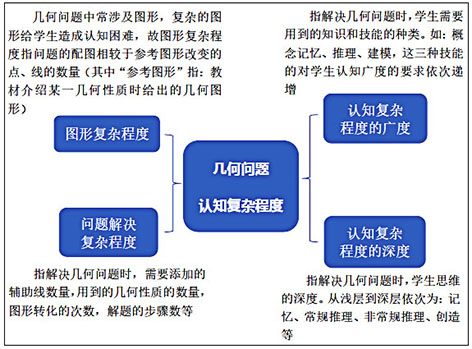 几何问题中常涉及图形，复杂的图
形给学生造成认知困难，故图形复杂程
度指问题的配图相较于参考图形改变的
点、线的数量（其中“参考图形”指：教
材介绍某一几何性质时给出的几何图
形）
指解决几何问题时，学生需要
用到的知识和技能的种类。如：概
念记忆、推理、建模，这三种技能
的对学生认知广度的要求依次递
增
图形复杂程度
认知复杂
程度的广度
几何问题
认知复杂程度
问题解决
复杂程度
认知复杂
程度的深度
指解决几何问题时，需要添加的
辅助线数量，用到的几何性质的数量，
图形转化的次数，解题的步骤数等
指解决几何问题时，学生思维
的深度。从浅层到深层依次为：记
忆、常规推理、非常规推理、创造
等